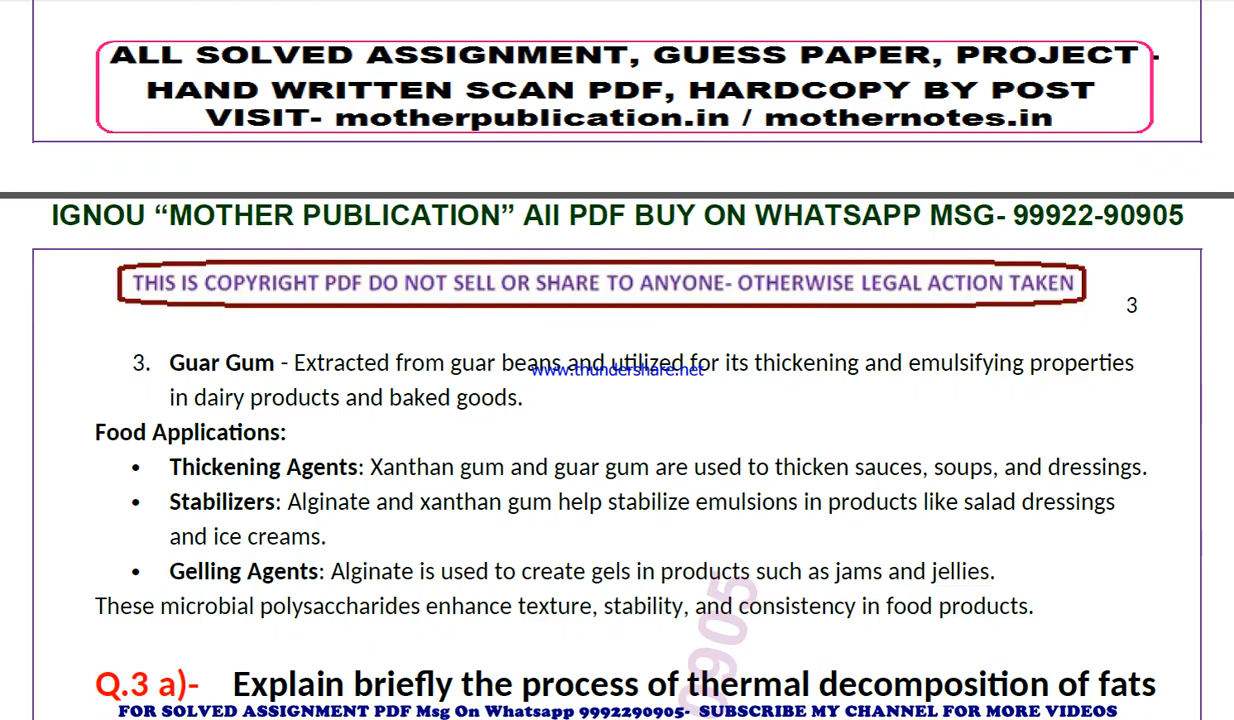 ALL SOLVED ASSIGNMENT, GUESS PAPER, PROJECT -
HAND WRITTEN SCAN PDF, HARDCOPY BY POST
VISIT- motherpublication.in / mothernotes.in
IGNOU “MOTHER PUBLICATION” All PDF BUY ON WHATSAPP MSG- 99922-90905
THIS IS COPYRIGHT PDF DO NOT SELL OR SHARE TO ANYONE- OTHERWISE LEGAL ACTION TAKEN
3
3. Guar Gum - Extracted from guar beans and utilized for its thickening and emulsifying properties
www.thundershare.net
in dairy products and baked goods.
Food Applications:
• Thickening Agents: Xanthan gum and guar gum are used to thicken sauces, soups, and dressings.
• Stabilizers: Alginate and xanthan gum help stabilize emulsions in products like salad dressings
and ice creams.
• Gelling Agents: Alginate is used to create gels in products such as jams and jellies.
These microbial polysaccharides enhance texture, stability, and consistency in food products.
0905
Q.3 a)- Explain briefly the process of thermal decomposition of fats
FOR SOLVED ASSIGNMENT PDF Msg On Whatsapp 9992290905- SUBSCRIBE MY CHANNEL FOR MORE VIDEOS